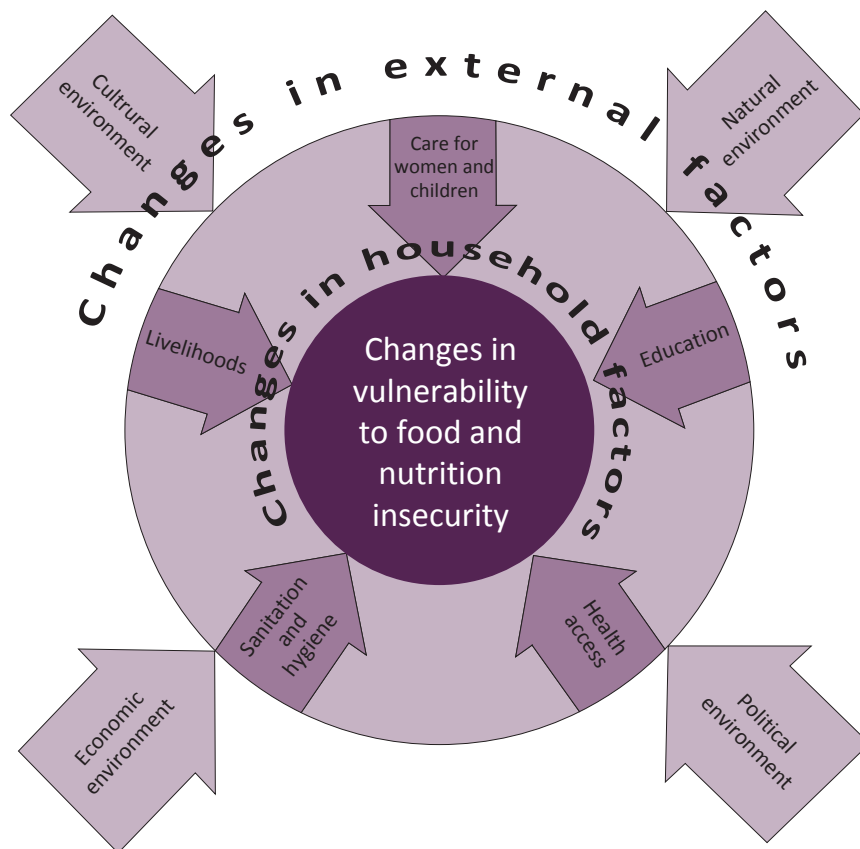 Changes in external factors
Cultrural
environment
Natural
environment
Care for
women and
children
Changes in household factors
Livelihoods
Education
Changes in
vulnerability
to food and
nutrition
insecurity
Sanitation
and
hygiene
Health
access
Economic
environment
Political
environment